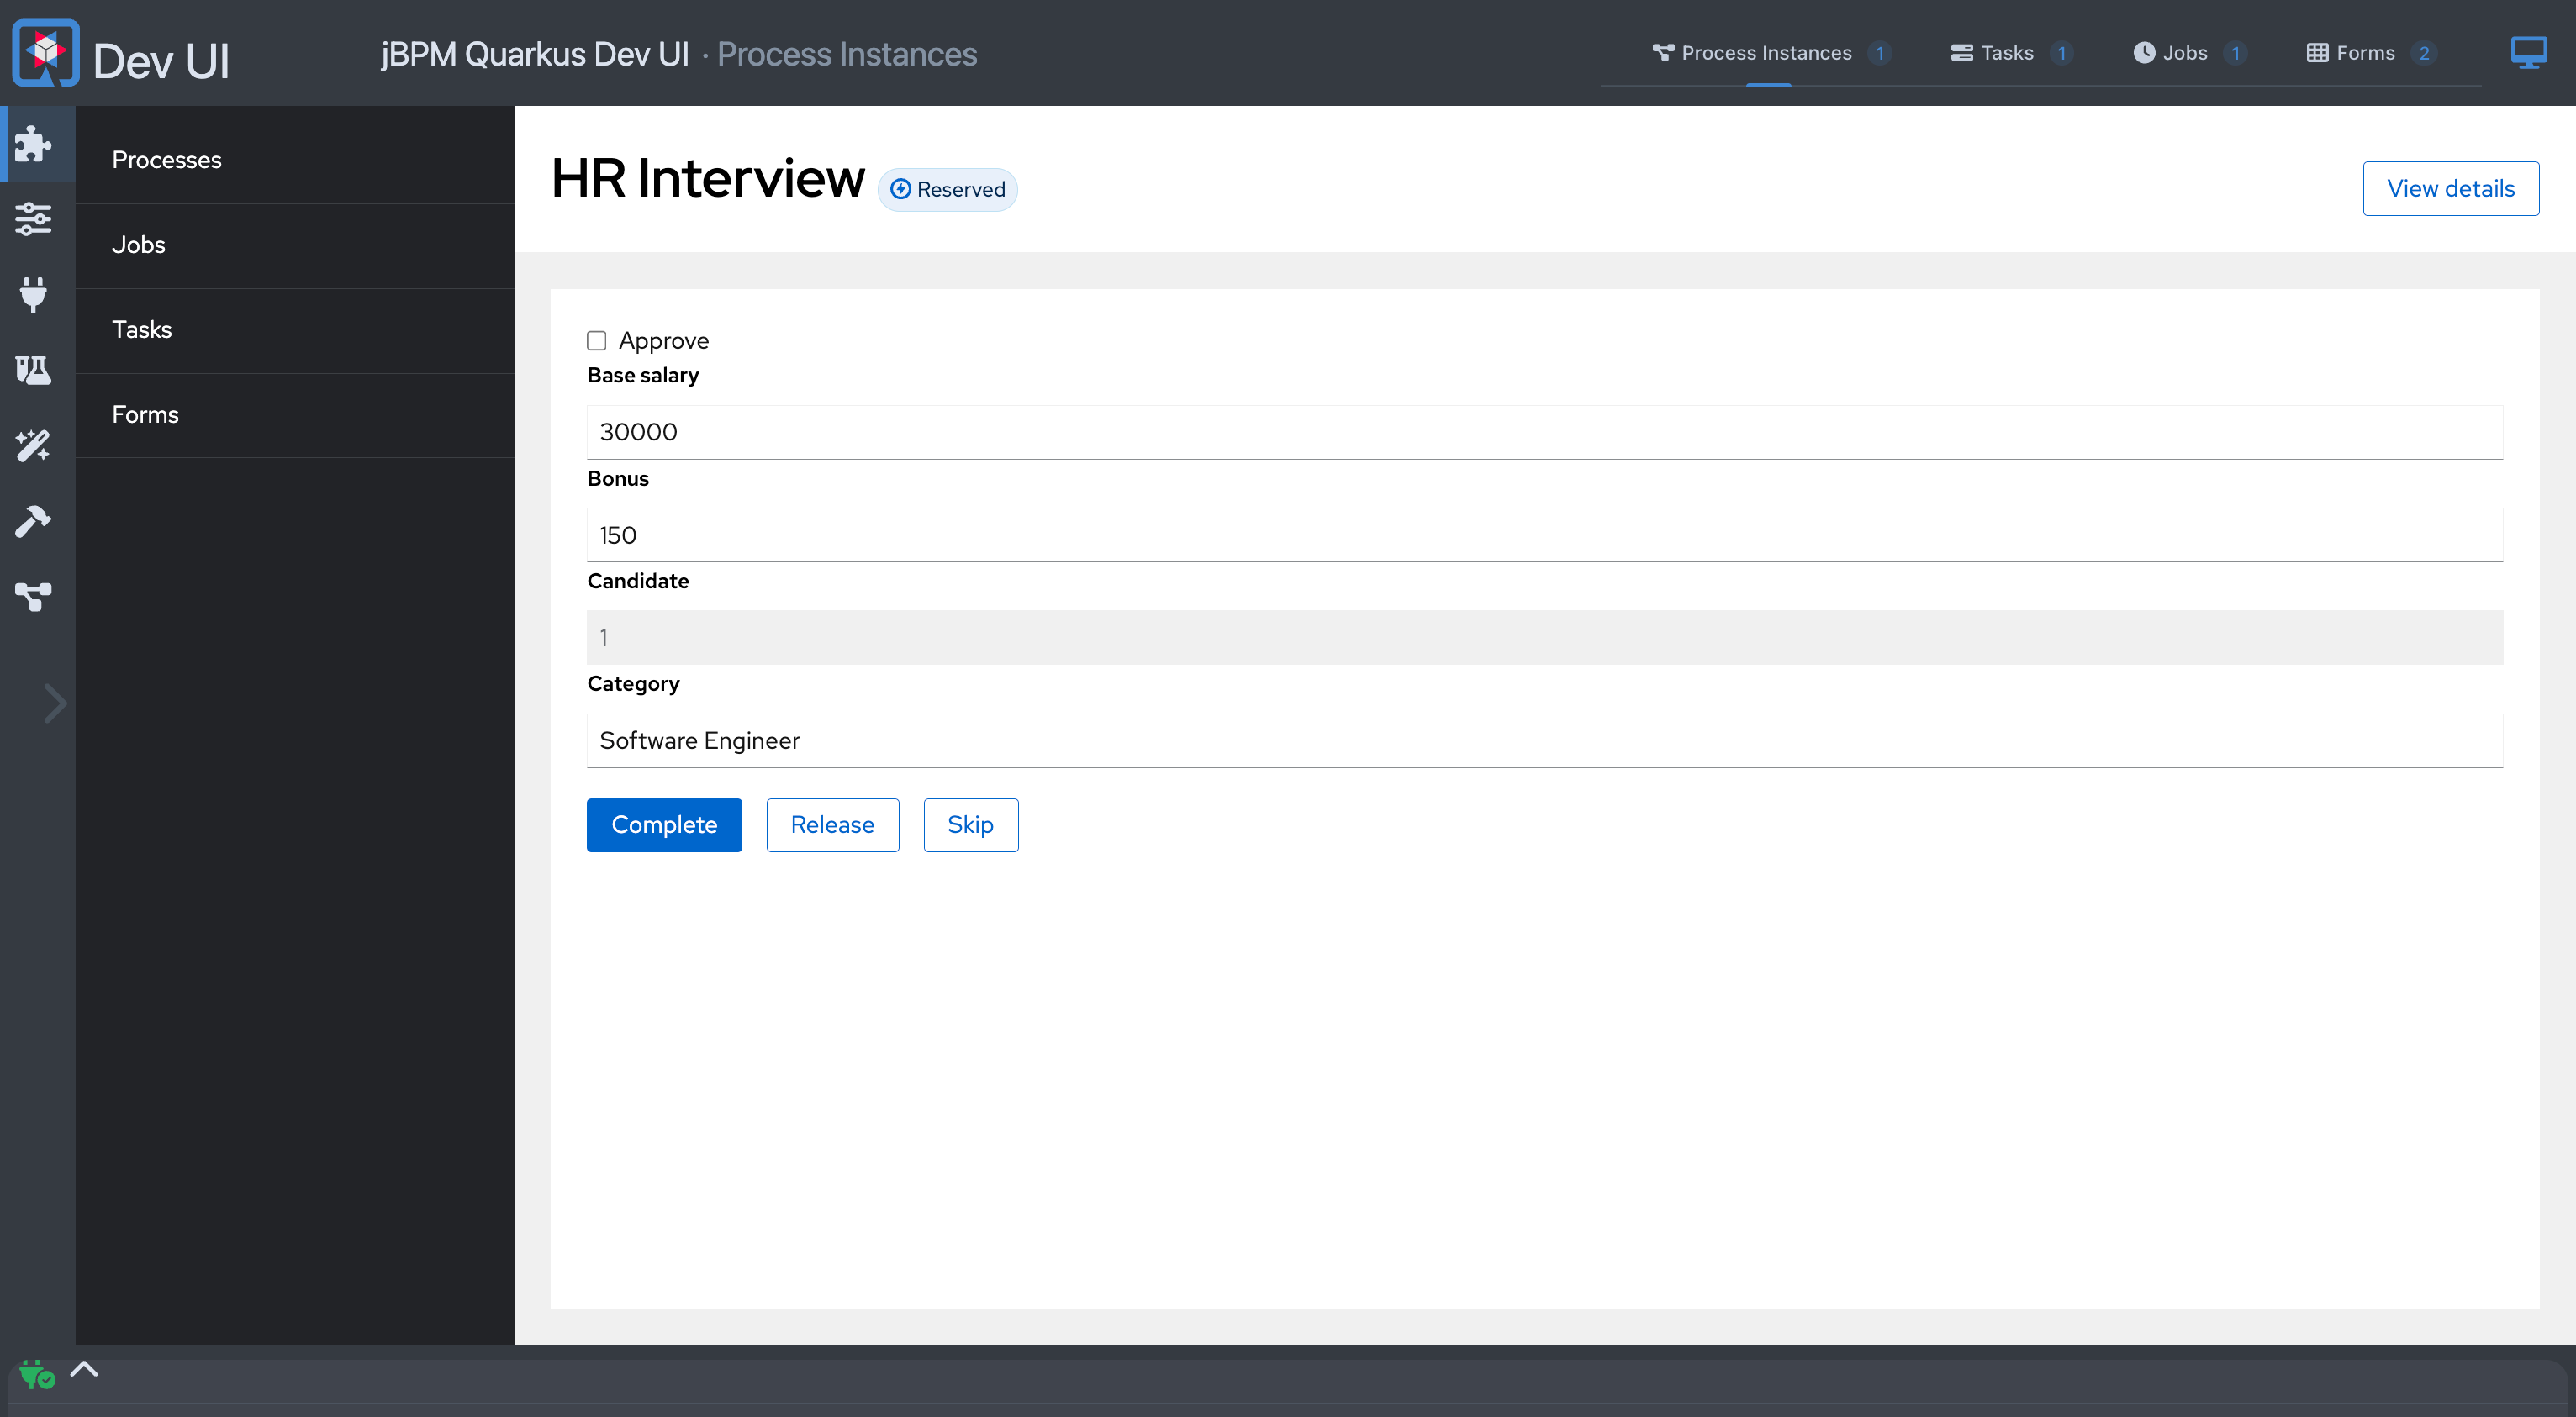 Dev UI
jBPM Quarkus Dev UI · Process Instances
Process Instances 1
Tasks 1
Jobs 1
Forms 2
Processes
Jobs
Tasks
Forms
HR Interview
Reserved
View details
Approve
Base salary
30000
Bonus
150
Candidate
1
Category
Software Engineer
Complete
Release
Skip